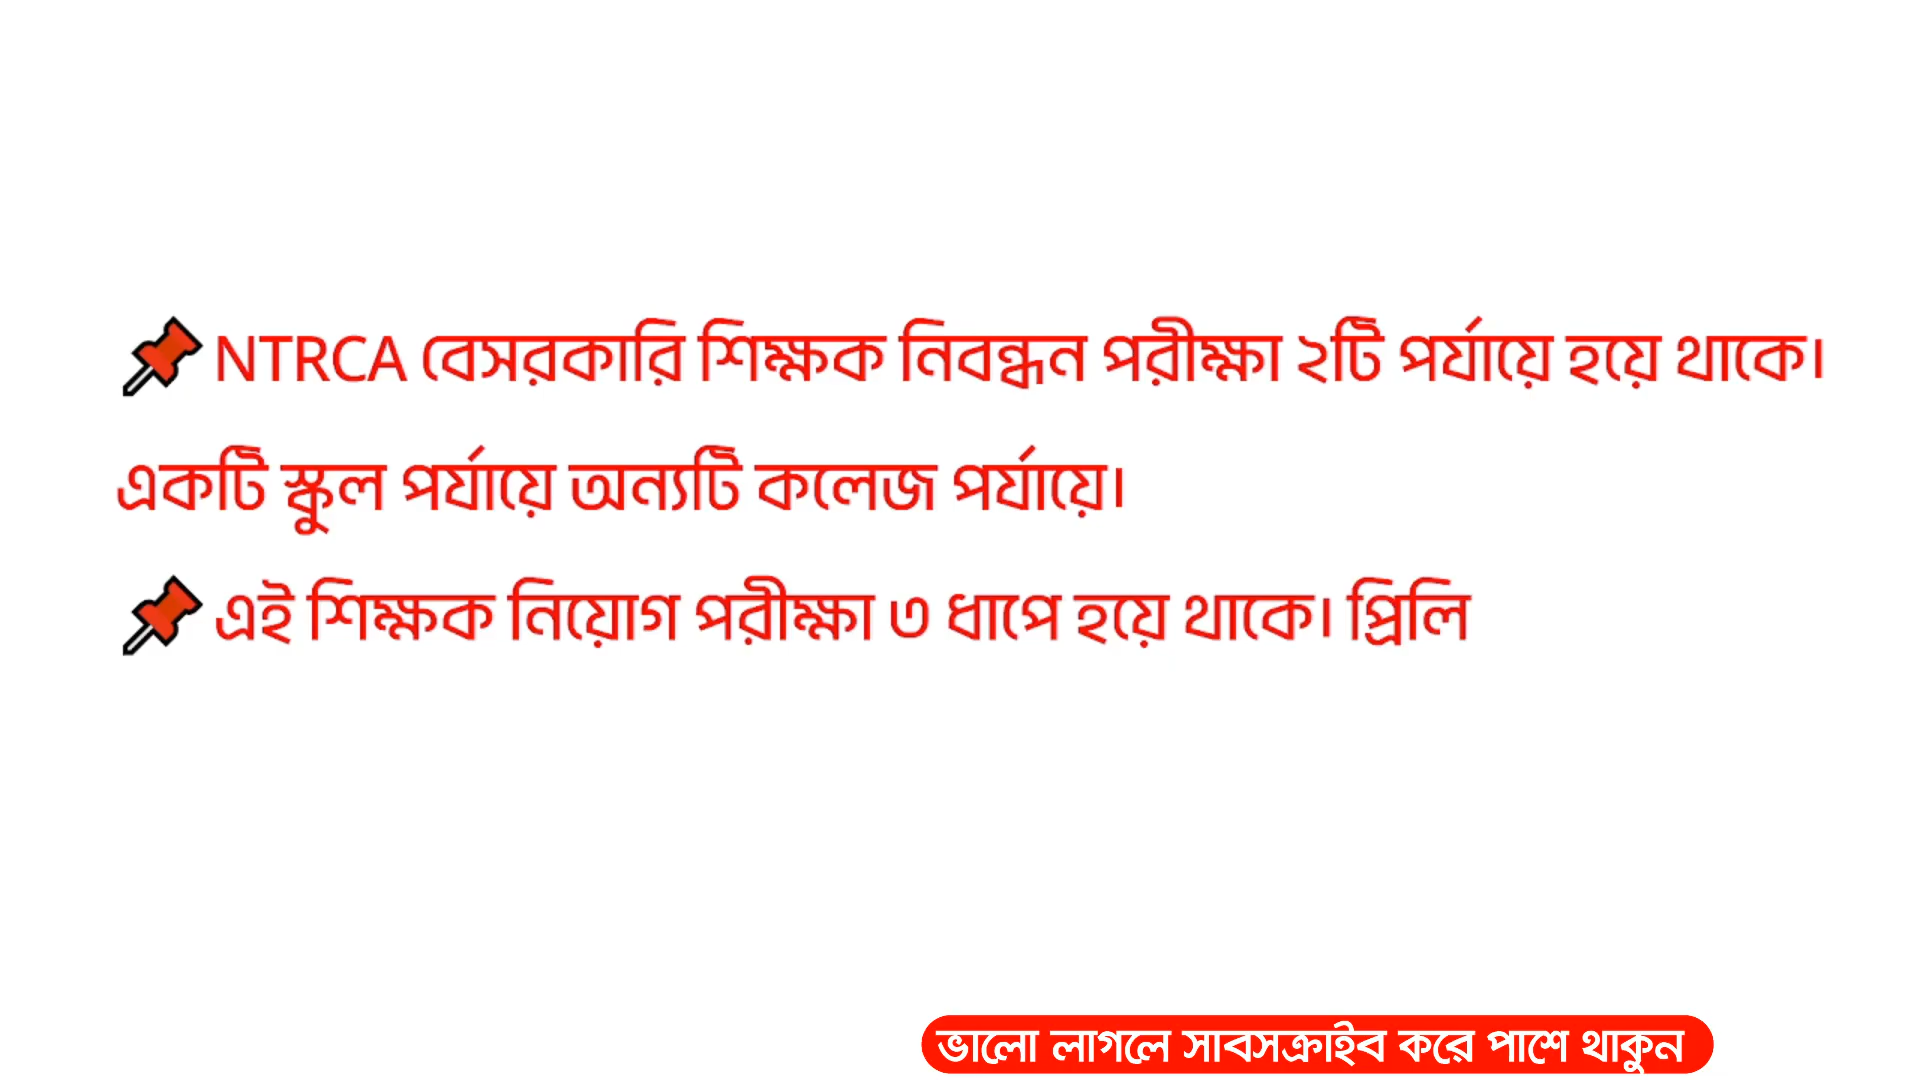 📌 NTRCA বেসরকারি শিক্ষক নিবন্ধন পরীক্ষা ২টি পর্যায়ে হয়ে থাকে।
একটি স্কুল পর্যায়ে অন্যটি কলেজ পর্যায়ে।
📌 এই শিক্ষক নিয়োগ পরীক্ষা ৩ ধাপে হয়ে থাকে। প্রিলি
ভালো লাগলে সাবসক্রাইব করে পাশে থাকুন